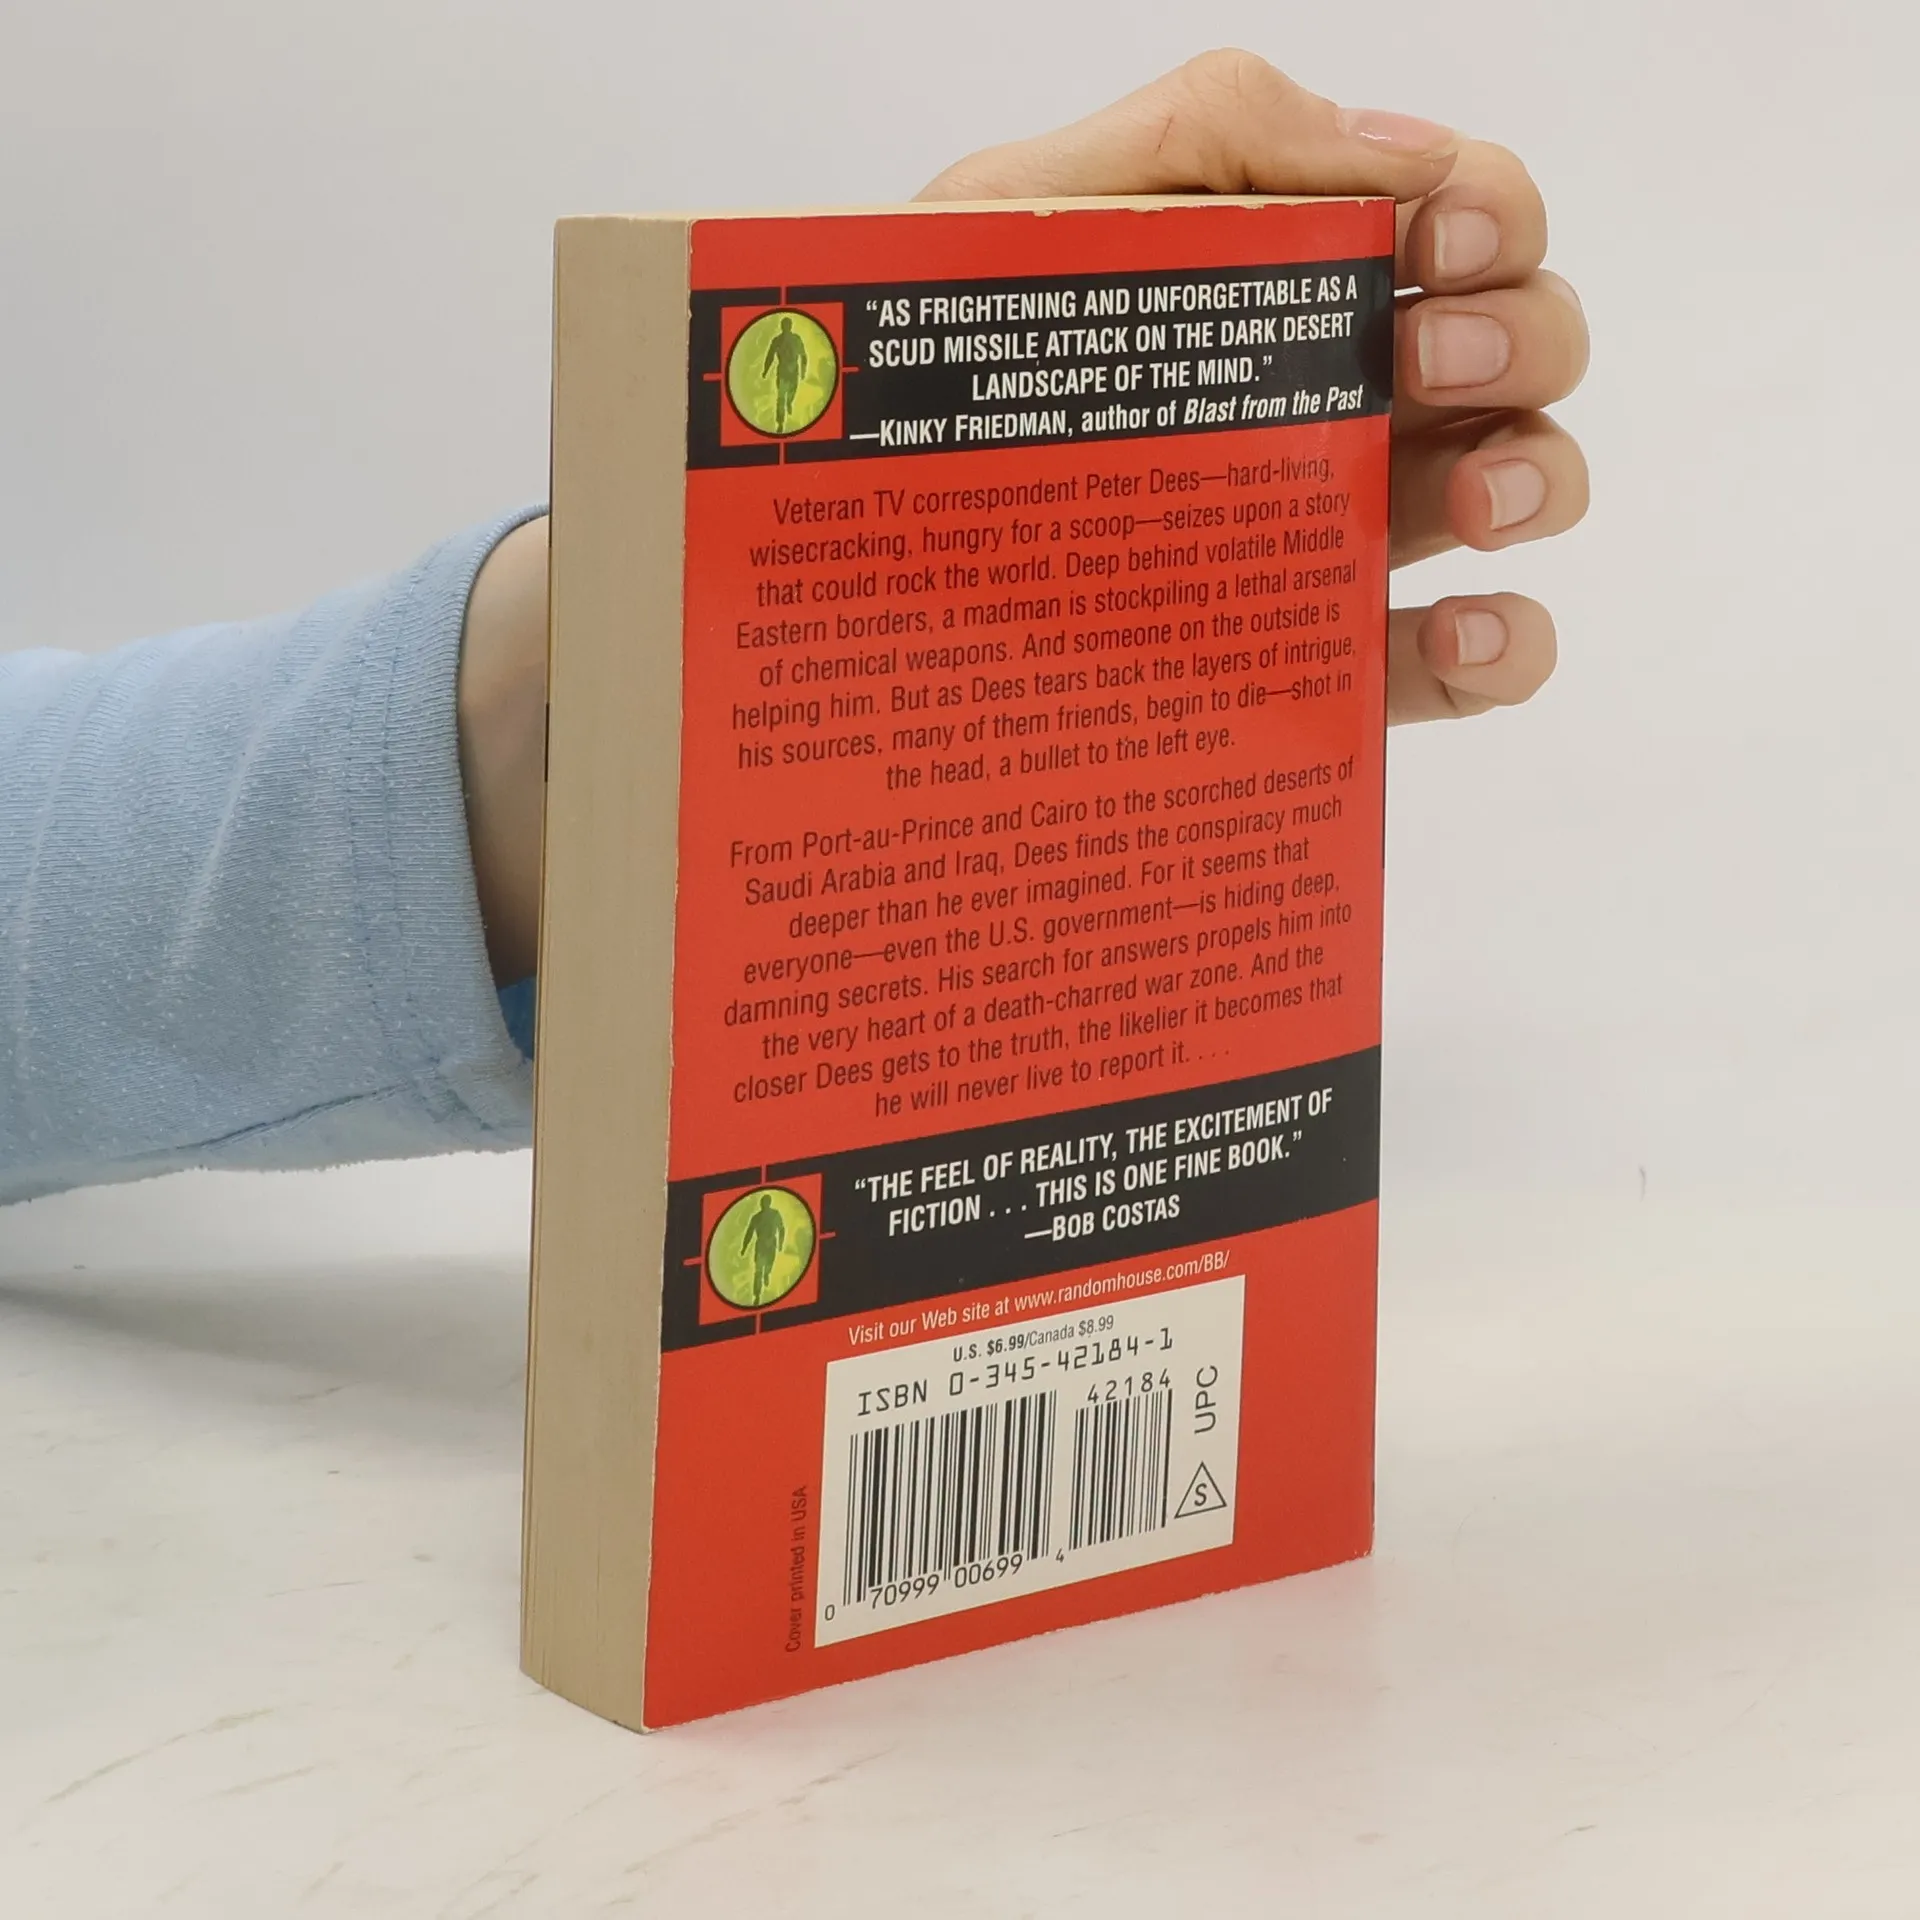 “AS FRIGHTENING AND UNFORGETTABLE AS A
SCUD MISSILE ATTACK ON THE DARK DESERT
LANDSCAPE OF THE MIND.”
—KINKY FRIEDMAN, author of Blast from the Past
Veteran TV correspondent Peter Dees—hard-living,
wisecracking, hungry for a scoop—seizes upon a story
that could rock the world. Deep behind volatile Middle
Eastern borders, a madman is stockpiling a lethal arsenal
of chemical weapons. And someone on the outside is
helping him. But as Dees tears back the layers of intrigue,
his sources, many of them friends, begin to die—shot in
the head, a bullet to the left eye.
From Port-au-Prince and Cairo to the scorched deserts of
Saudi Arabia and Iraq, Dees finds the conspiracy much
deeper than he ever imagined. For it seems that
everyone—even the U.S. government—is hiding deep,
damning secrets. His search for answers propels him into
the very heart of a death-charred war zone. And the
closer Dees gets to the truth, the likelier it becomes that
he will never live to report it. . . .
“THE FEEL OF REALITY, THE EXCITEMENT OF
FICTION . . . THIS IS ONE FINE BOOK.”
—BOB COSTAS
Visit our Web site at www.randomhouse.com/BB/
U.S. $6.99/Canada $8.99
ISBN 0-345-42184-1
42184
UPC
S
0 70999 00699 4
Cover printed in USA